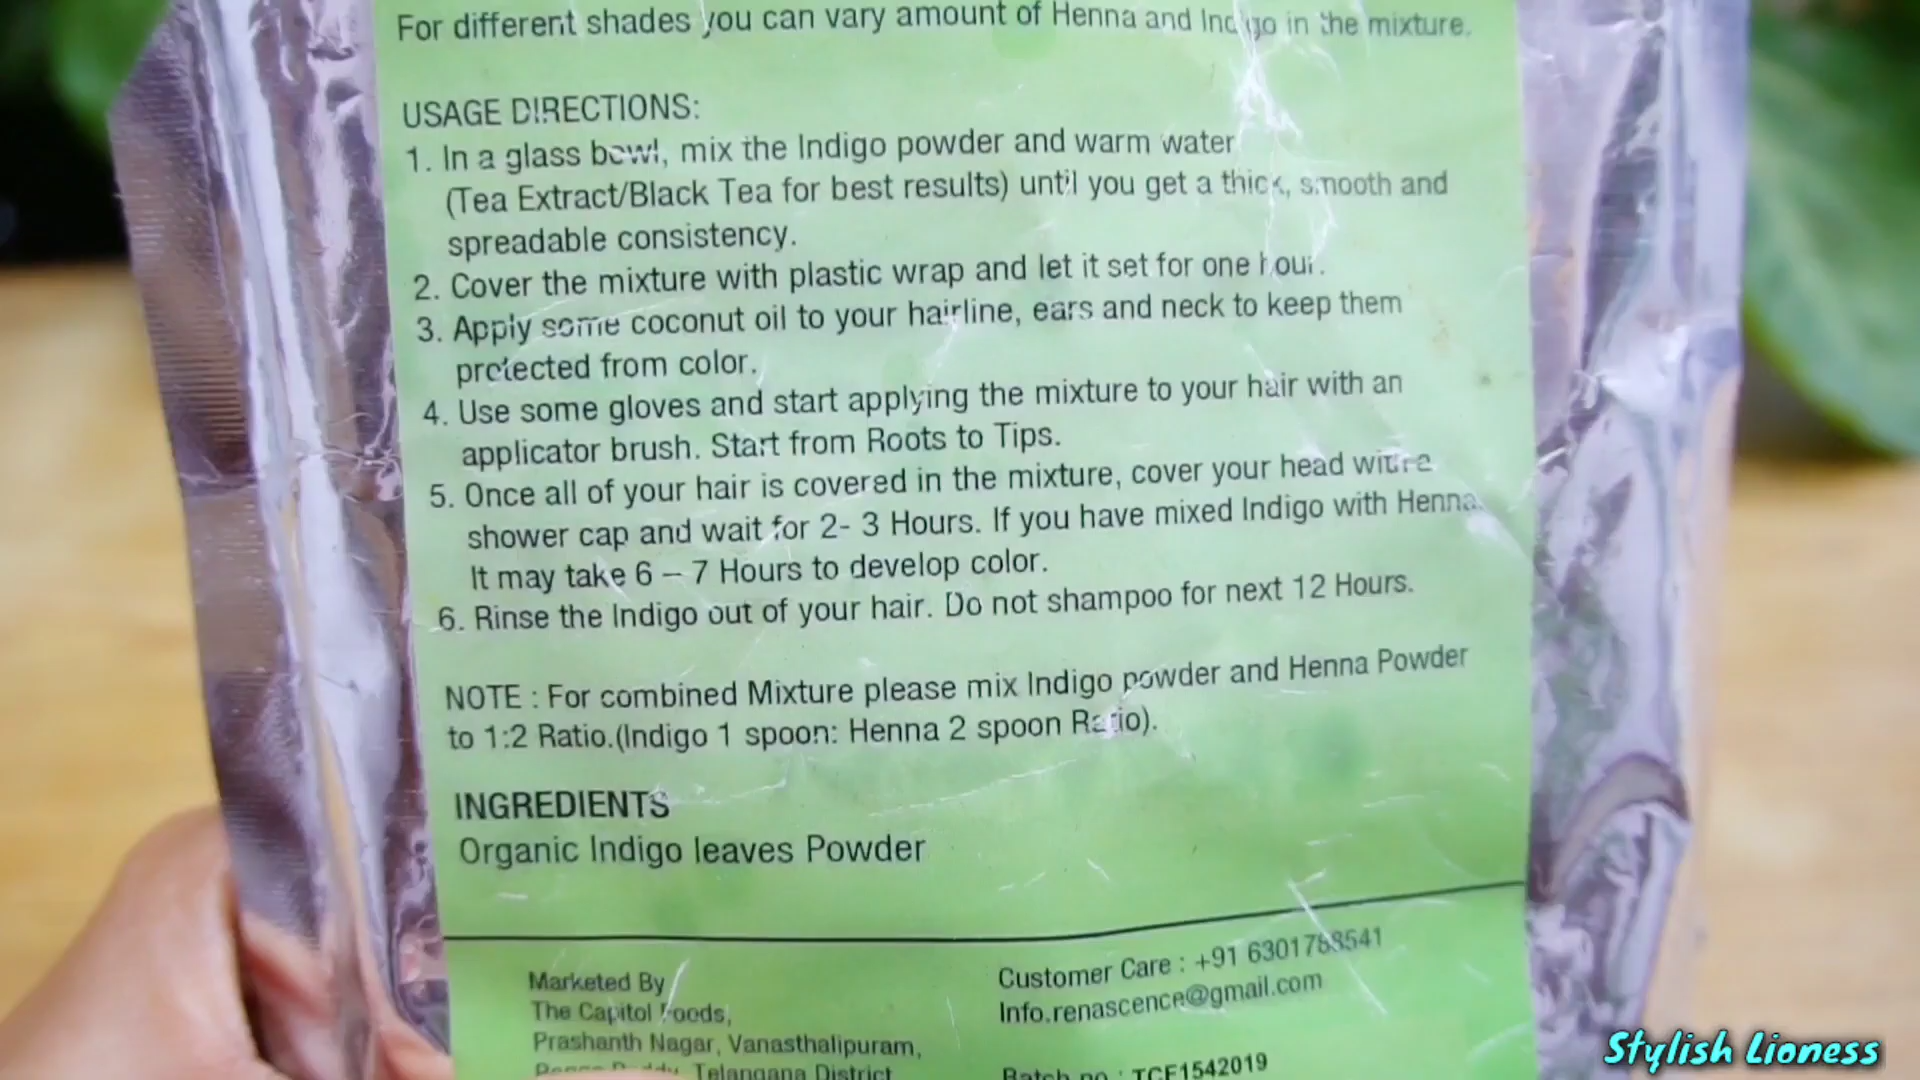 For different shades you can vary amount of Henna and Indigo in the mixture.
USAGE DIRECTIONS:
1. In a glass bowl, mix the Indigo powder and warm water
(Tea Extract/Black Tea for best results) until you get a thick, smooth and
spreadable consistency.
2. Cover the mixture with plastic wrap and let it set for one hour.
3. Apply some coconut oil to your hairline, ears and neck to keep them
protected from color.
4. Use some gloves and start applying the mixture to your hair with an
applicator brush. Start from Roots to Tips.
5. Once all of your hair is covered in the mixture, cover your head with a
shower cap and wait for 2- 3 Hours. If you have mixed Indigo with Henna.
It may take 6 – 7 Hours to develop color.
6. Rinse the Indigo out of your hair. Do not shampoo for next 12 Hours.
NOTE : For combined Mixture please mix Indigo powder and Henna Powder
to 1:2 Ratio.(Indigo 1 spoon: Henna 2 spoon Ratio).
INGREDIENTS
Organic Indigo leaves Powder
Marketed By
The Capitol Foods,
Prashanth Nagar, Vanasthalipuram,
Telangana District
Customer Care : +91 6301788541
Info.renascence@gmail.com
Batch no : TCF1542019
Stylish Lioness